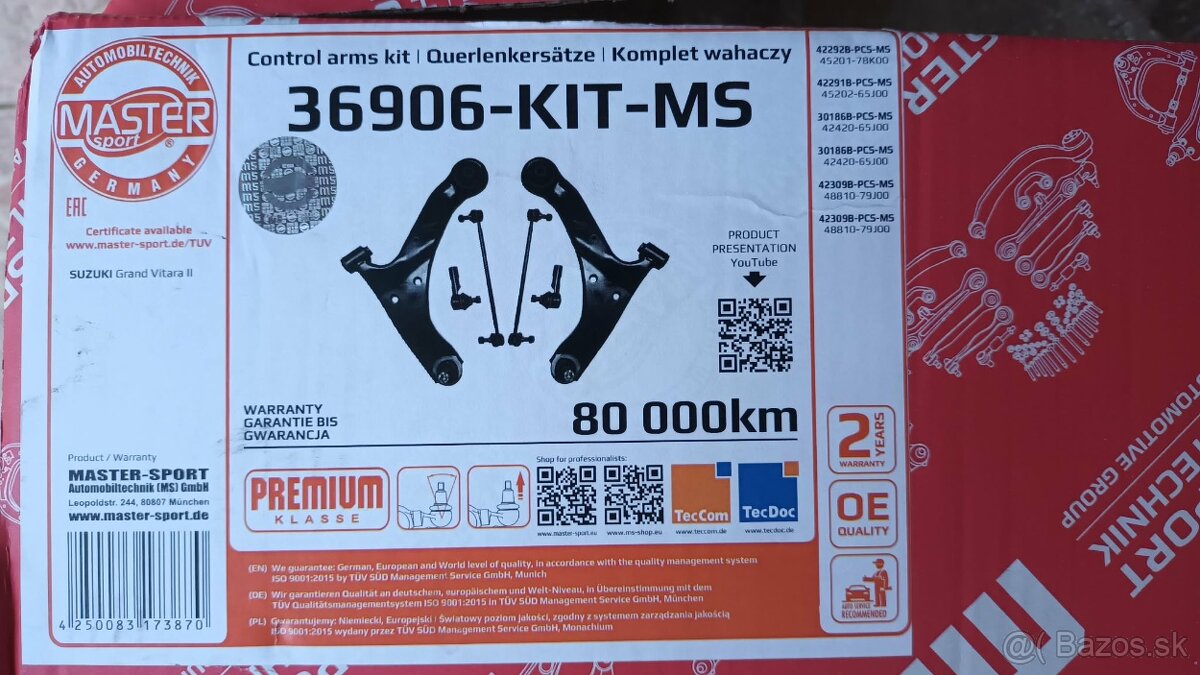 AUTOMOBILTECHNIK
MASTER
sport
®
GERMANY
EAC
Certificate available
www.master-sport.de/TÜV
SUZUKI Grand Vitara II
Control arms kit | Querlenkersätze | Komplet wahaczy
36906-KIT-MS
42292B-PCS-MS
45201-78K00
42291B-PCS-MS
45202-65J00
30186B-PCS-MS
42420-65J00
30186B-PCS-MS
42420-65J00
42309B-PCS-MS
48810-79J00
42309B-PCS-MS
48810-79J00
PRODUCT
PRESENTATION
YouTube
WARRANTY
GARANTIE BIS
GWARANCJA
80 000km
Product / Warranty
MASTER-SPORT
Automobiltechnik (MS) GmbH
Leopoldstr. 244, 80807 München
www.master-sport.de
4 250083 173870
PREMIUM
KLASSE
Shop for professionals:
www.master-sport.eu
www.ms-shop.eu
TecCom
www.teccom.de
TecDoc
www.tecdoc.de
2 YEARS
WARRANTY
OE
QUALITY
AUTO SERVICE
RECOMMENDED
(EN) We guarantee: German, European and World level of quality, in accordance with the quality management system
ISO 9001:2015 by TÜV SÜD Management Service GmbH, Munich
(DE) Wir garantieren Qualität an deutschem, europäischem und Welt-Niveau, in Übereinstimmung mit dem
TÜV Qualitätsmanagementsystem ISO 9001:2015 in TÜV SÜD Management Service GmbH, München
(PL) Gwarantujemy: Niemiecki, Europejski i Światowy poziom jakości, zgodny z systemem zarządzania jakością
ISO 9001:2015 wydany przez TÜV SÜD Management Service GmbH, Monachium
STER
MASTER
PORT
TECHNIK
AUTOMOTIVE GROUP
Bazos.sk